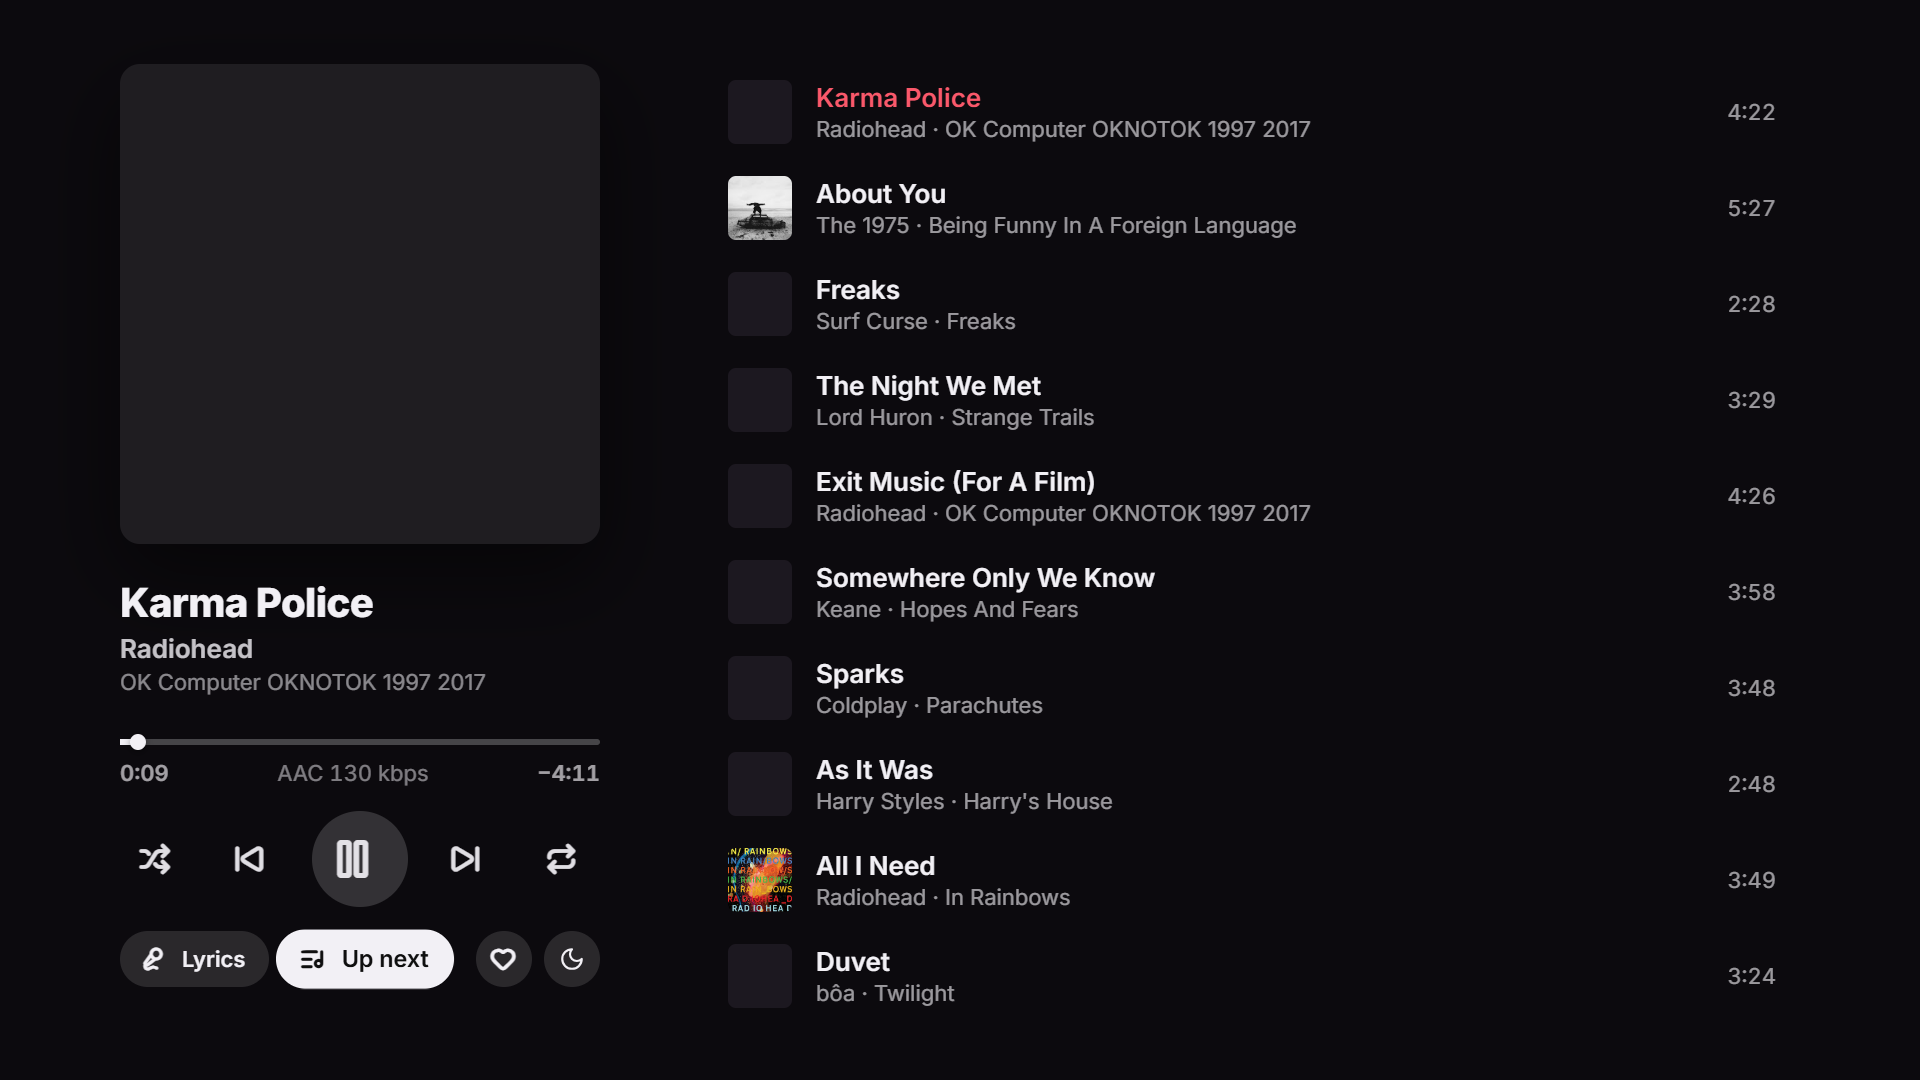 Karma Police
Radiohead
OK Computer OKNOTOK 1997 2017
0:09 AAC 130 kbps −4:11
Lyrics Up next
Karma Police
Radiohead · OK Computer OKNOTOK 1997 2017
4:22
About You
The 1975 · Being Funny In A Foreign Language
5:27
Freaks
Surf Curse · Freaks
2:28
The Night We Met
Lord Huron · Strange Trails
3:29
Exit Music (For A Film)
Radiohead · OK Computer OKNOTOK 1997 2017
4:26
Somewhere Only We Know
Keane · Hopes And Fears
3:58
Sparks
Coldplay · Parachutes
3:48
As It Was
Harry Styles · Harry's House
2:48
All I Need
Radiohead · In Rainbows
3:49
Duvet
bôa · Twilight
3:24